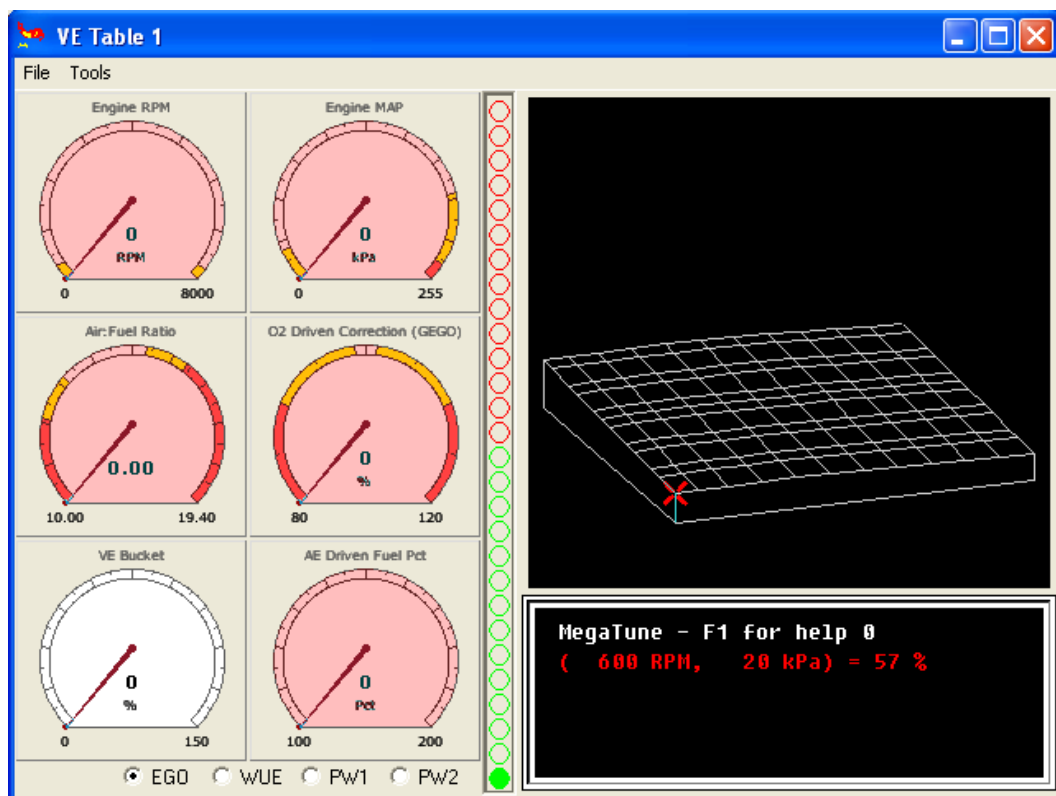 VE Table 1
File Tools
Engine RPM
0
RPM
0 8000
Engine MAP
0
kPa
0 255
Air:Fuel Ratio
0.00
10.00 19.40
O2 Driven Correction (GEGO)
0
%
80 120
VE Bucket
0
%
0 150
AE Driven Fuel Pct
0
Pct
100 200
EGO WUE PW1 PW2
MegaTune - F1 for help 0
( 600 RPM, 20 kPa) = 57 %